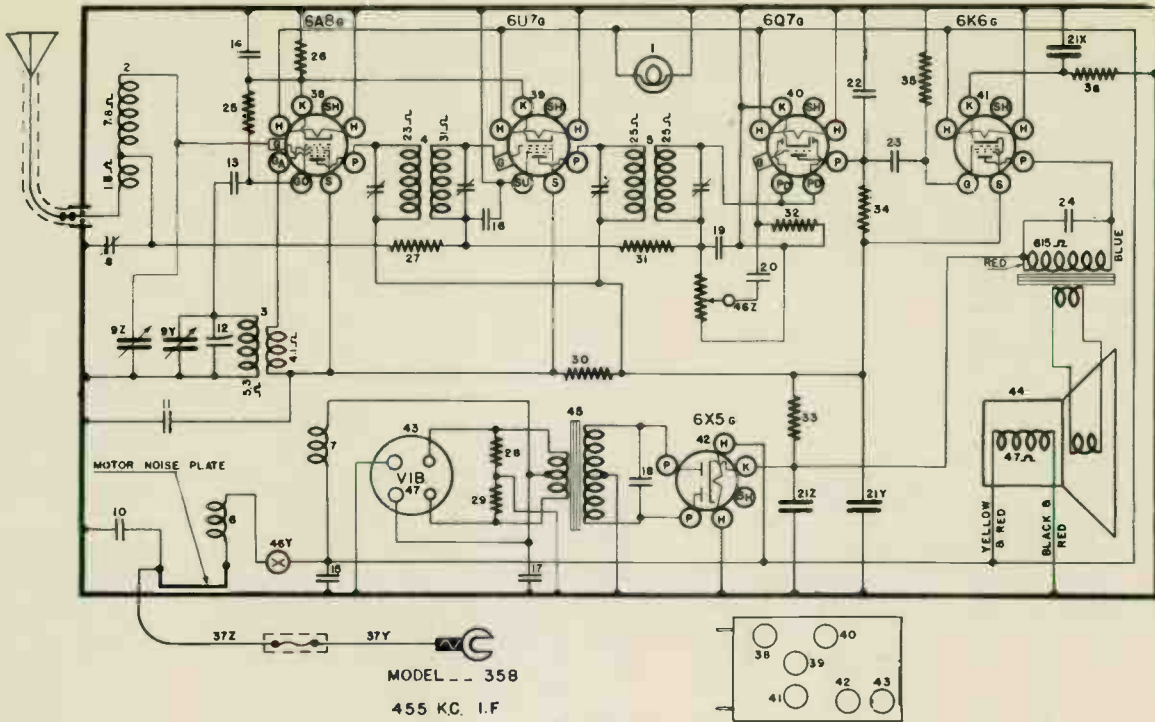 6A8G
6U7G
6Q7G
6K6G
1
14
26
25
38
K
SH
H
H
G
GA
GO
S
P
13
2
7.8Ω
1.8Ω
8
9Z
9Y
12
3
5.3Ω
4.1Ω
11
23Ω
4
31Ω
27
16
39
K
SH
H
H
G
SU
S
P
25Ω
5
25Ω
31
19
40
K
SH
H
H
G
P
PD
PD
32
20
46Z
22
34
23
35
41
K
SH
H
H
G
S
P
21X
36
24
615Ω
RED
BLUE
30
33
7
43
VIB
47
28
29
45
18
6X5G
42
H
K
SH
P
P
H
21Z
21Y
44
47Ω
YELLOW & RED
BLACK & RED
MOTOR NOISE PLATE
10
6
46Y
15
17
37Z
37Y
MODEL __ 358
455 KC. I.F
38
40
39
41
42
43